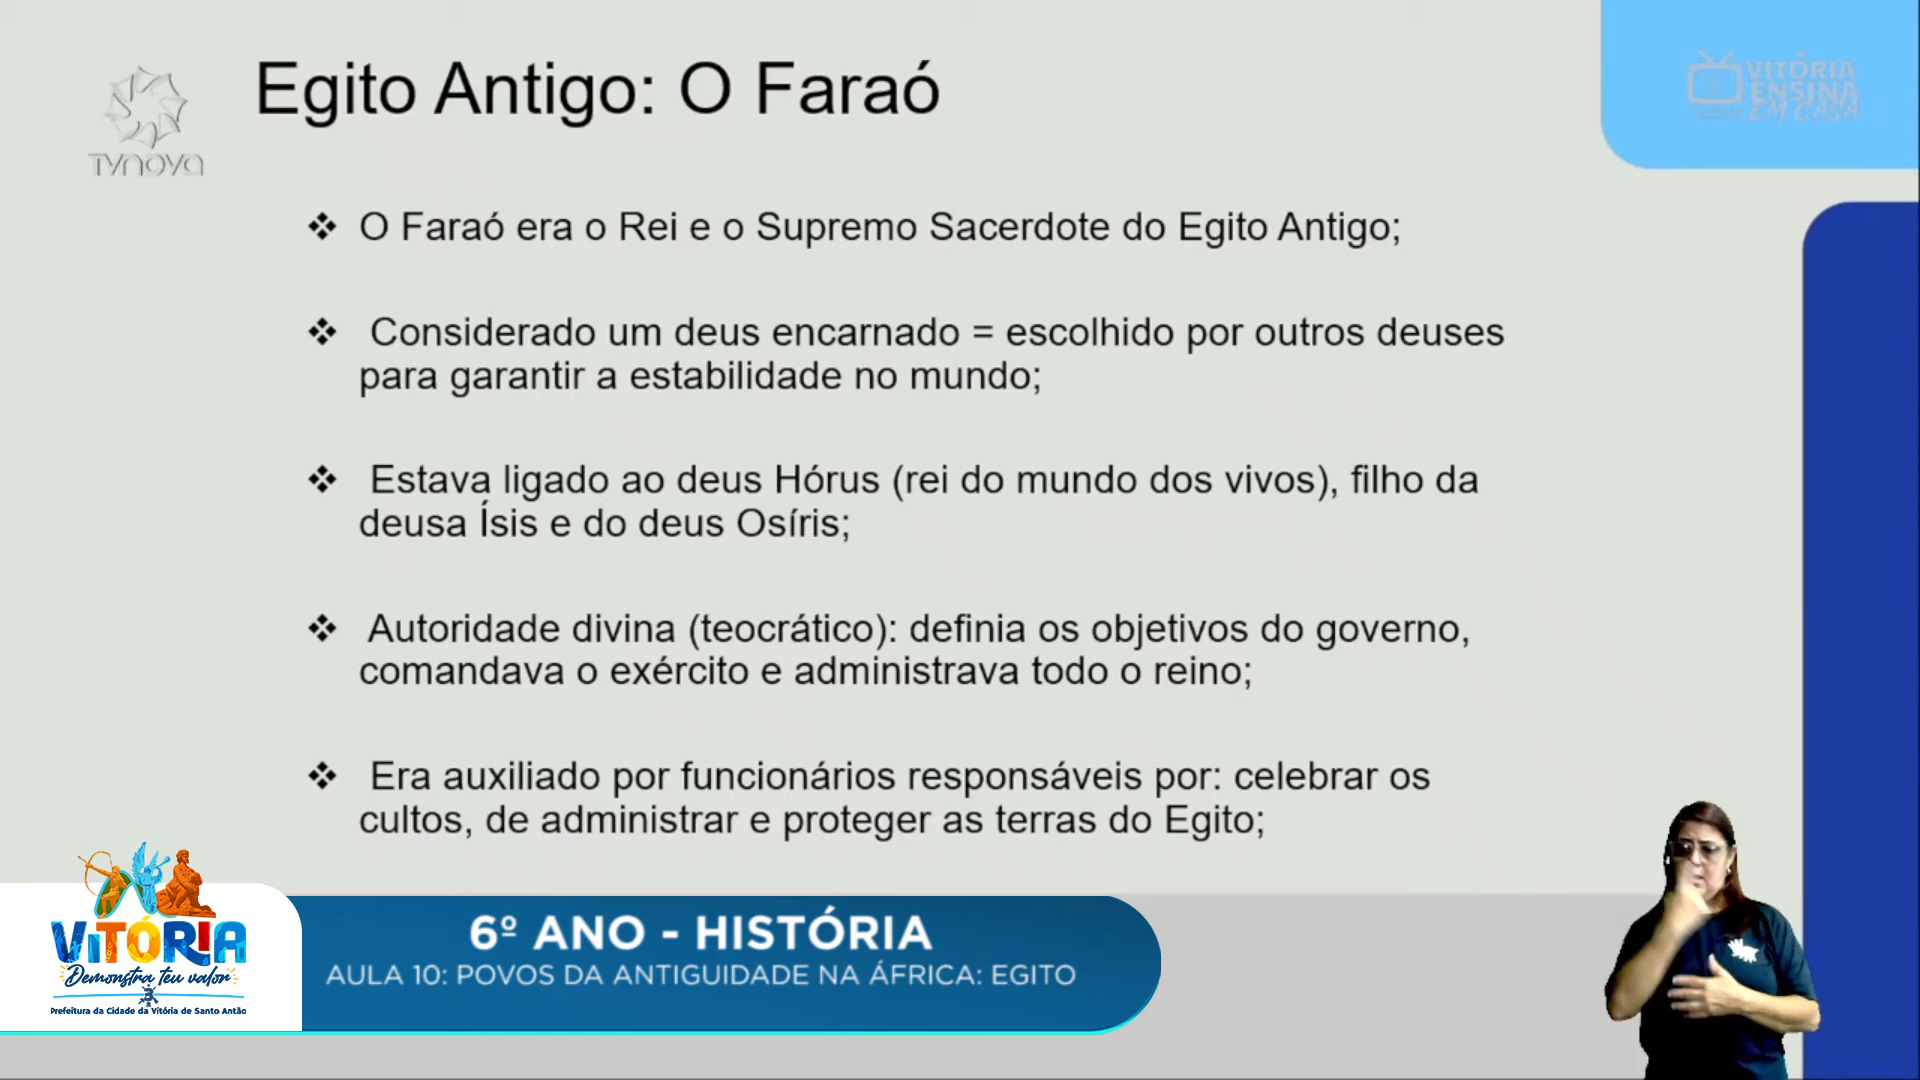 Egito Antigo: O Faraó
TVNOVA
VITÓRIA
ENSINA
EM CASA
❖ O Faraó era o Rei e o Supremo Sacerdote do Egito Antigo;
❖ Considerado um deus encarnado = escolhido por outros deuses
para garantir a estabilidade no mundo;
❖ Estava ligado ao deus Hórus (rei do mundo dos vivos), filho da
deusa Ísis e do deus Osíris;
❖ Autoridade divina (teocrático): definia os objetivos do governo,
comandava o exército e administrava todo o reino;
❖ Era auxiliado por funcionários responsáveis por: celebrar os
cultos, de administrar e proteger as terras do Egito;
VITÓRIA
Demonstra teu valor
Prefeitura da Cidade da Vitória de Santo Antão
6º ANO - HISTÓRIA
AULA 10: POVOS DA ANTIGUIDADE NA ÁFRICA: EGITO